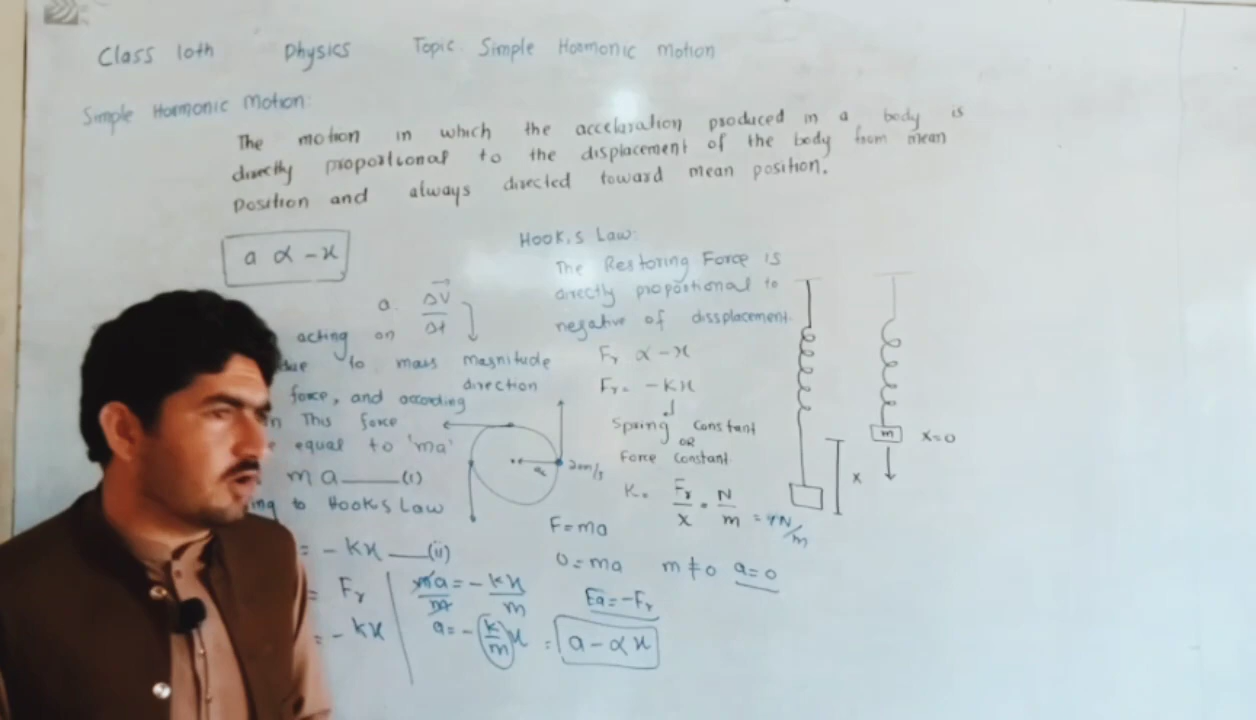 Class 10th Physics Topic. Simple Harmonic motion
Simple Harmonic Motion:
The motion in which the acceleration produced in a body is
directly proportional to the displacement of the body from mean
position and always directed toward mean position.
a ∝ -x
Hook,s Law:
The Restoring Force is
directly proportional to
negative of dissplacement.
Fr ∝ -x
Fr = -Kx
Spring Constant
OR
Force Constant
K = Fr/x = N/m = 4N/m
a. ΔV/Δt
acting on
due to mass magnitude
force, and according direction
This force
equal to 'ma'
ma (i)
to Hooks Law
= -Kx (ii)
= Fr
= -Kx
ma/m = -Kx/m
a = -(k/m)x = a-∝x
20m/s
F=ma
0=ma m≠0 a=0
Fa=-Fr
m x=0
x